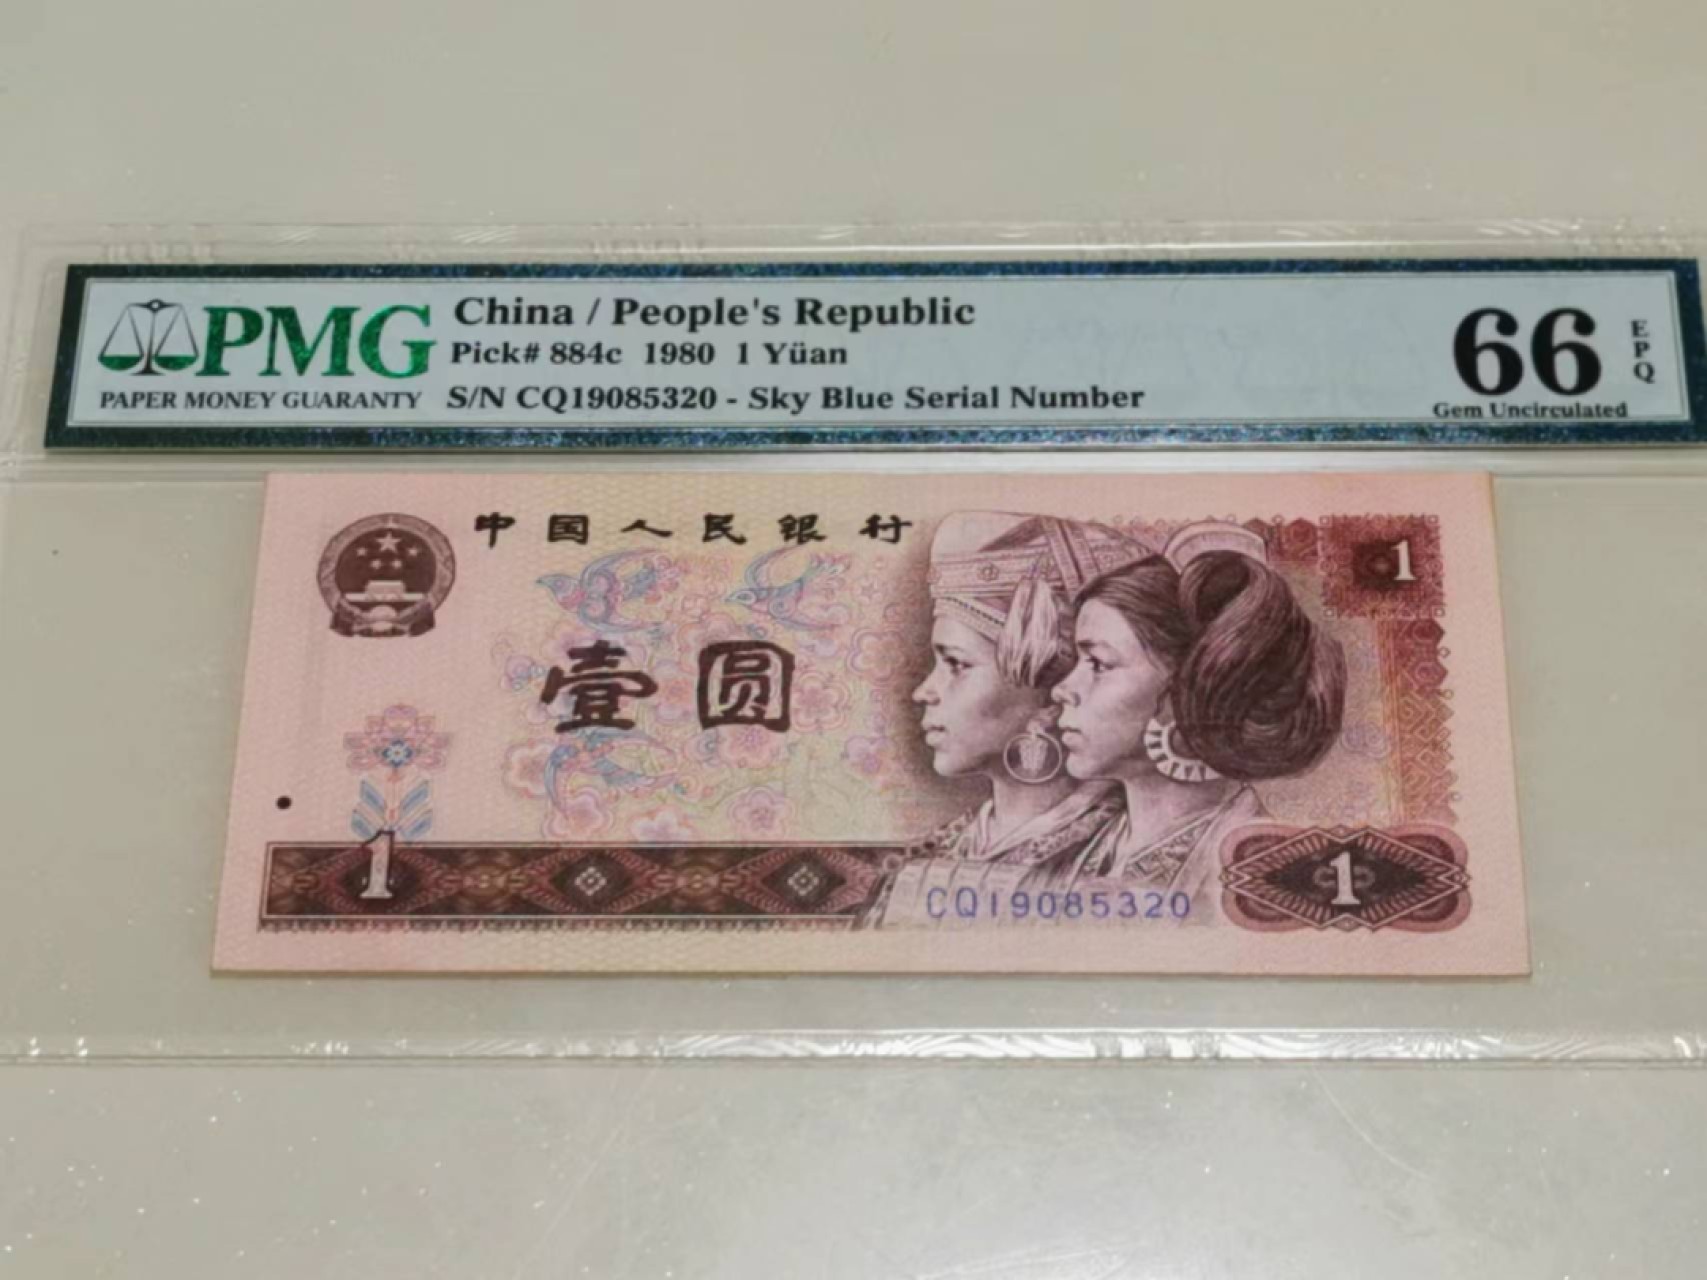 PMG
PAPER MONEY GUARANTY
China / People's Republic
Pick# 884c 1980 1 Yüan
S/N CQ19085320 - Sky Blue Serial Number
66
EPQ
Gem Uncirculated
中国人民银行
1
壹圆
1
CQ19085320
1